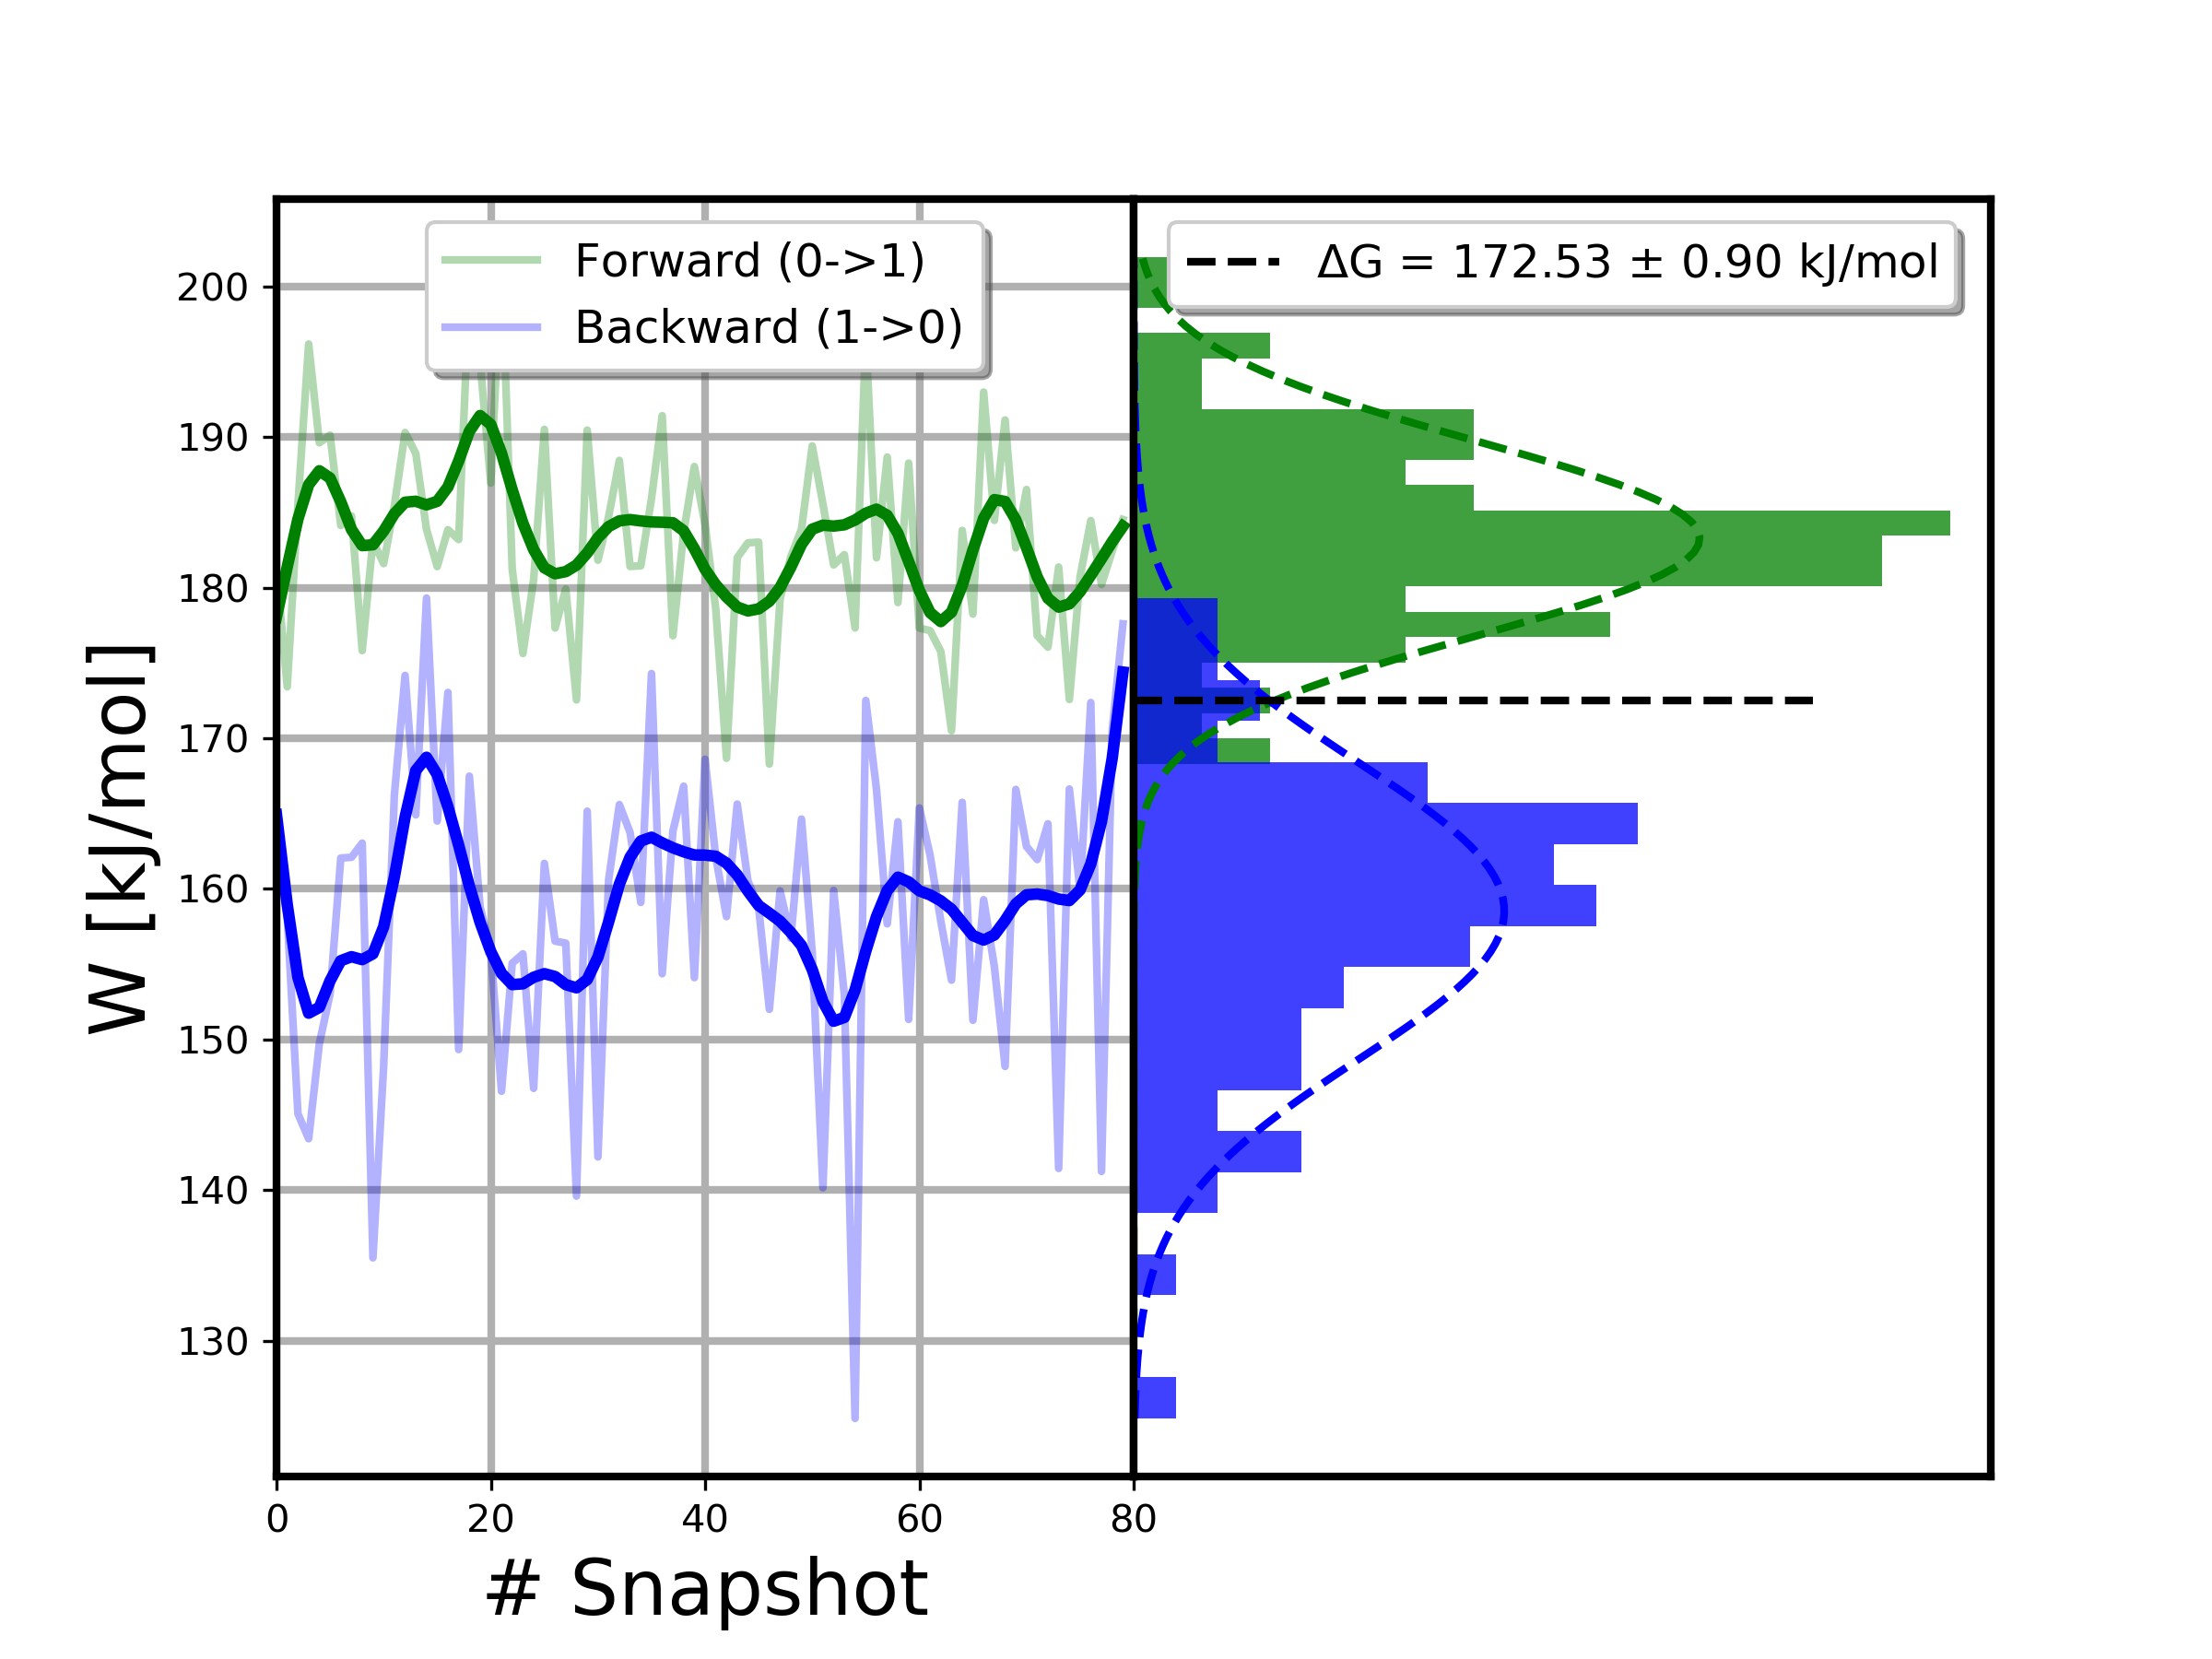 Forward (0->1)
Backward (1->0)
ΔG = 172.53 ± 0.90 kJ/mol
W [kJ/mol]
200
190
180
170
160
150
140
130
0 20 40 60 80
# Snapshot